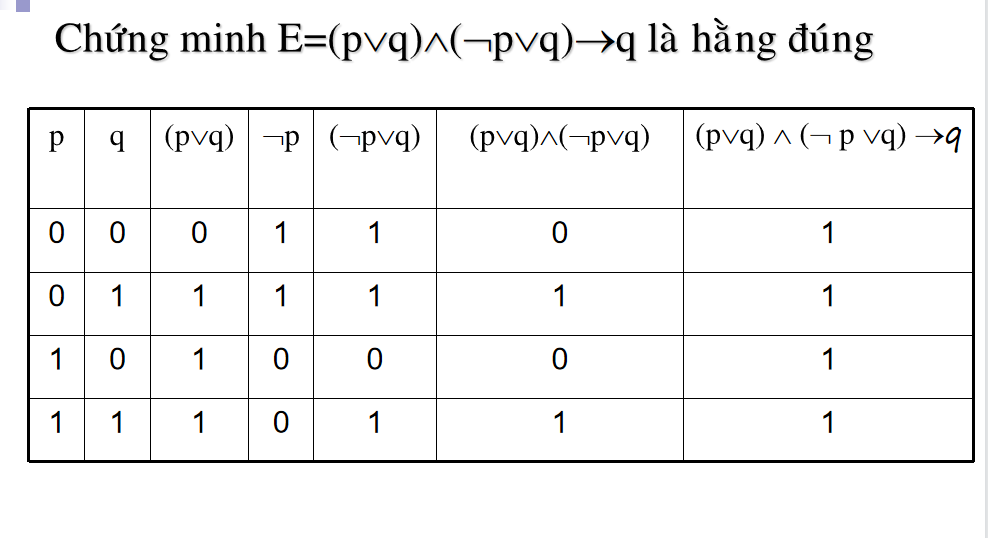 Chứng minh E=(p∨q)∧(¬p∨q)→q là hằng đúng
p q (p∨q) ¬p (¬p∨q) (p∨q)∧(¬p∨q) (p∨q) ∧ (¬ p ∨q) →q
0 0 0 1 1 0 1
0 1 1 1 1 1 1
1 0 1 0 0 0 1
1 1 1 0 1 1 1